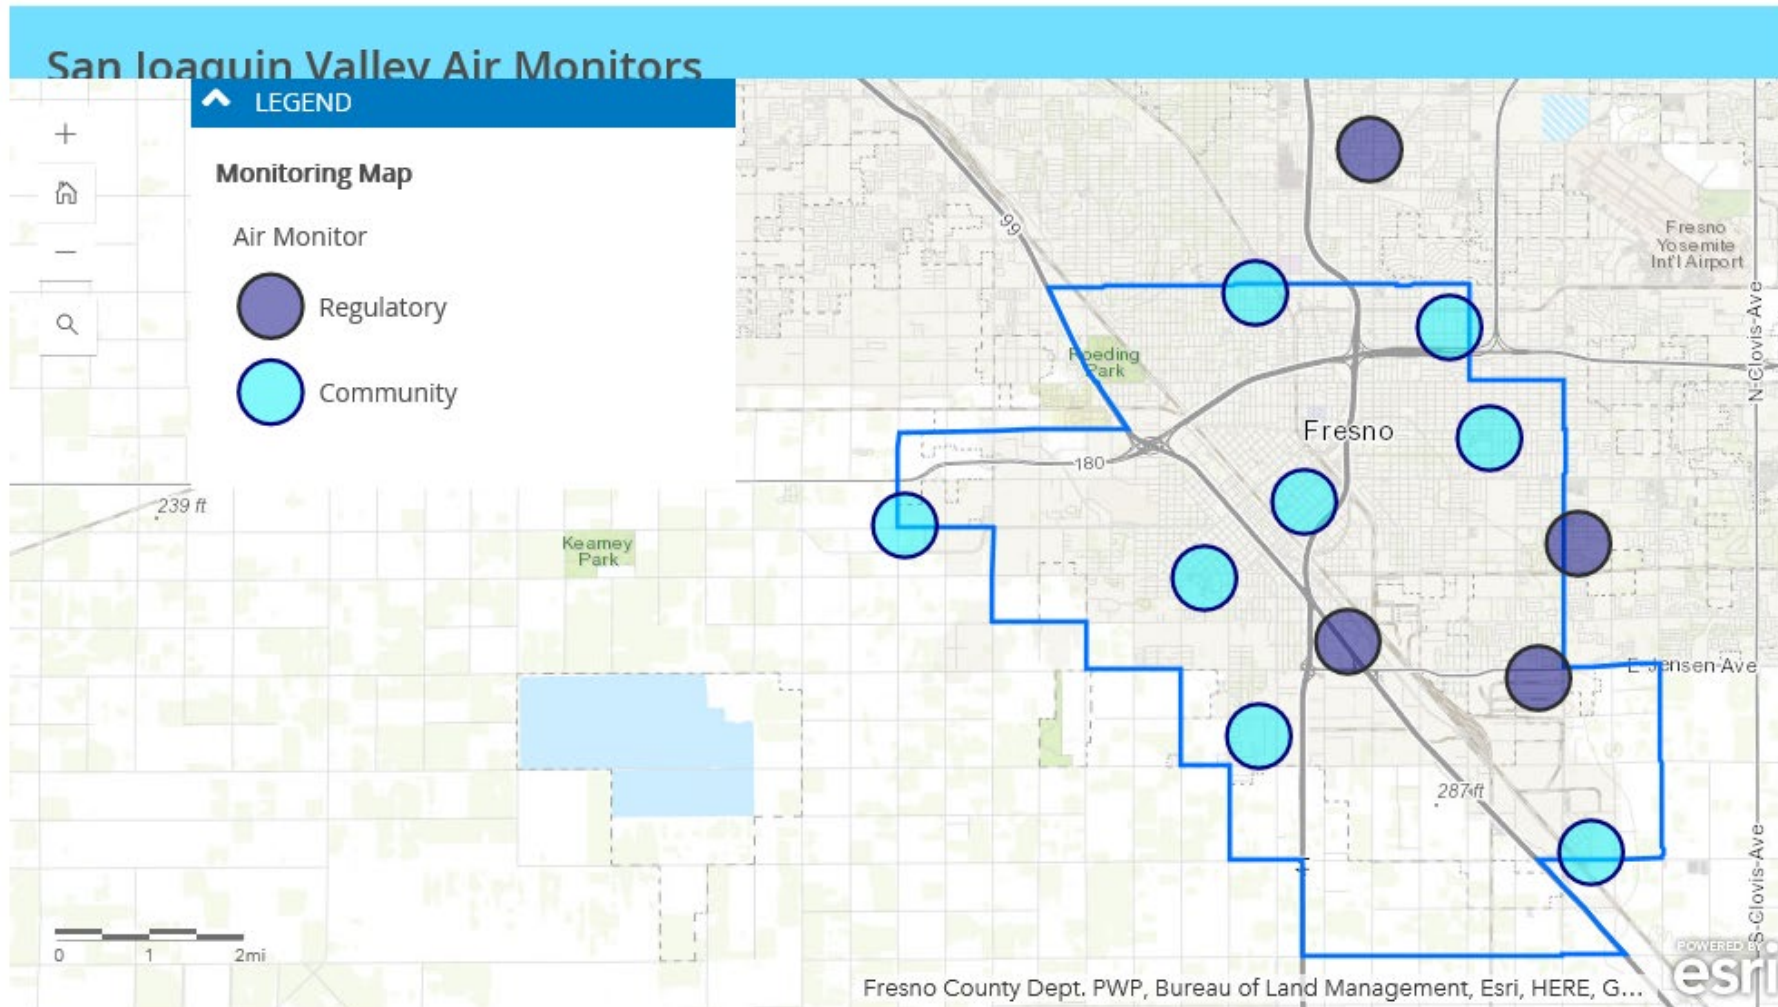 San Joaquin Valley Air Monitors
LEGEND
Monitoring Map
Air Monitor
Regulatory
Community
99
Fresno
Yosemite
Int'l Airport
N-Clovis-Ave
Roeding
Park
Fresno
180
239 ft
Kearney
Park
E-Jensen-Ave
287 ft
S-Clovis-Ave
0 1 2mi
POWERED BY
esri
Fresno County Dept. PWP, Bureau of Land Management, Esri, HERE, G...